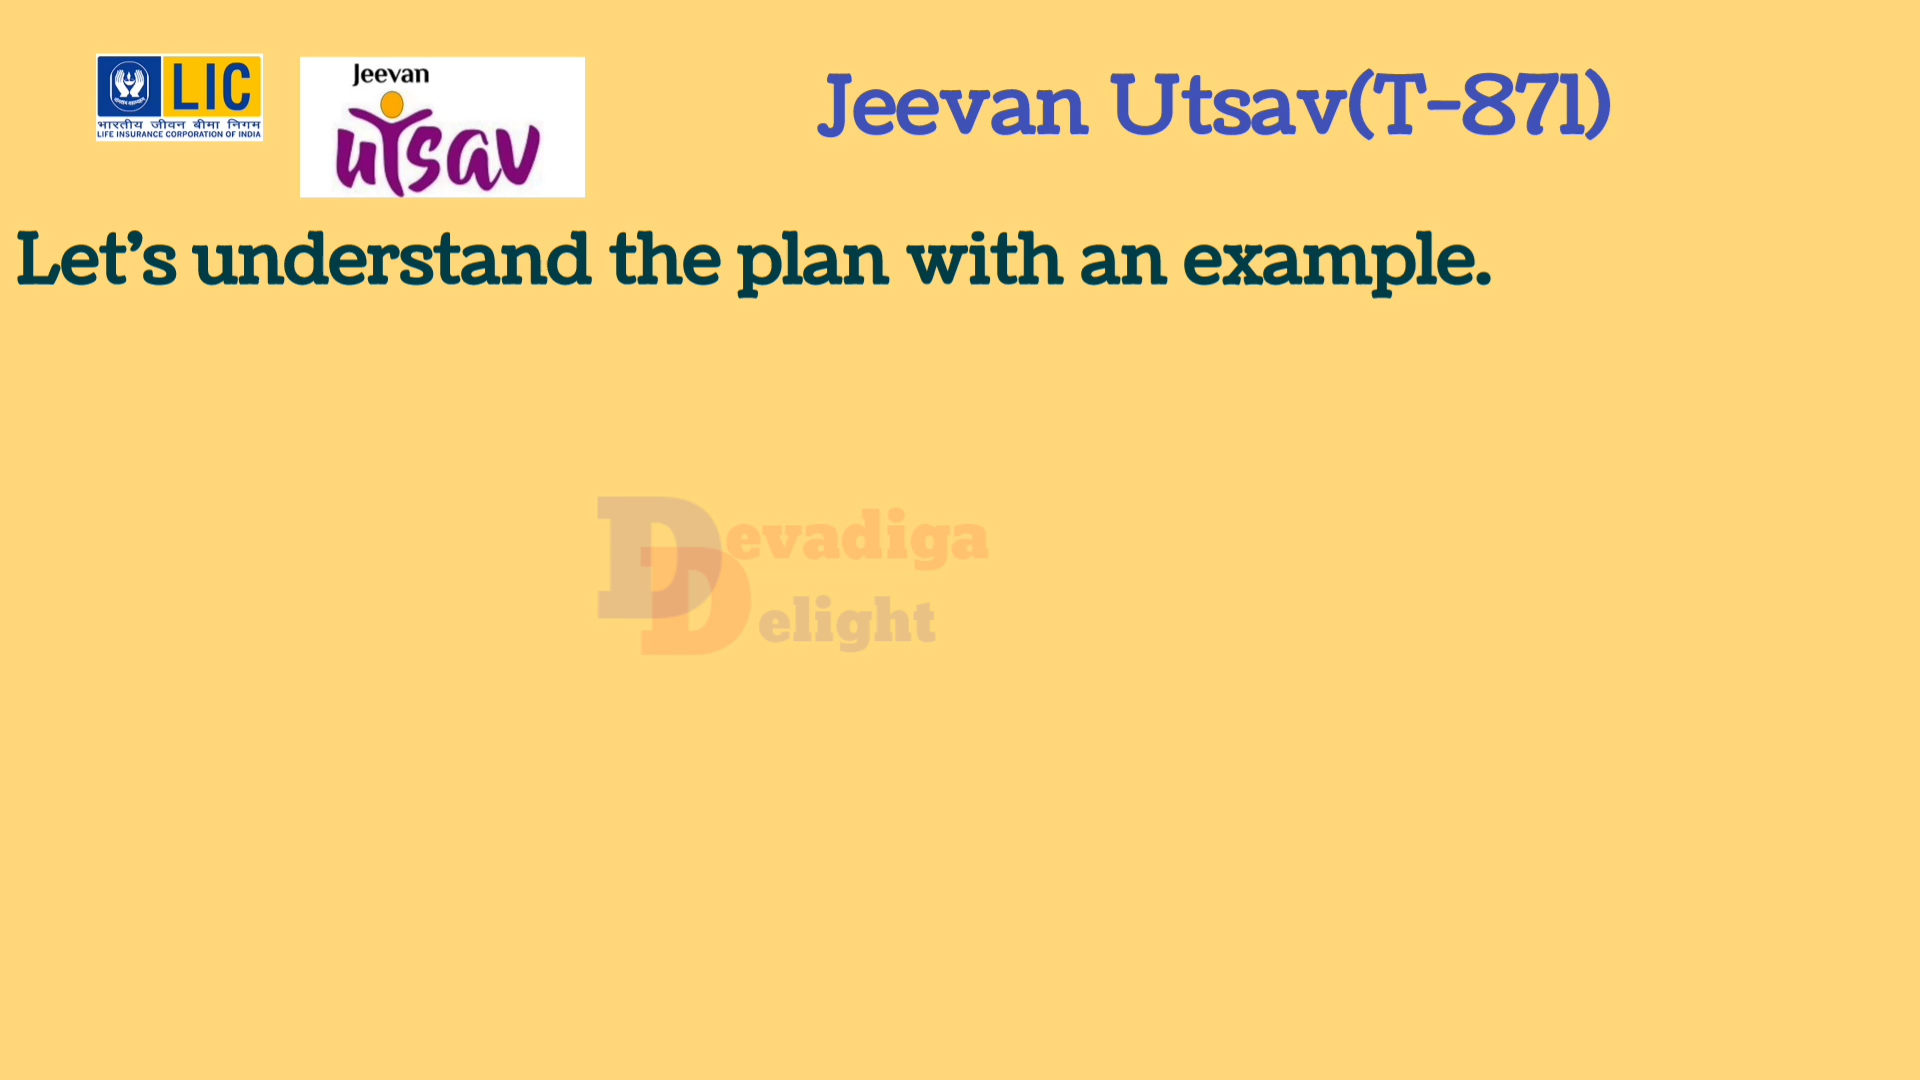 LIC
भारतीय जीवन बीमा निगम
LIFE INSURANCE CORPORATION OF INDIA
Jeevan
utsav
Jeevan Utsav(T-871)
Let’s understand the plan with an example.
Devadiga
Delight